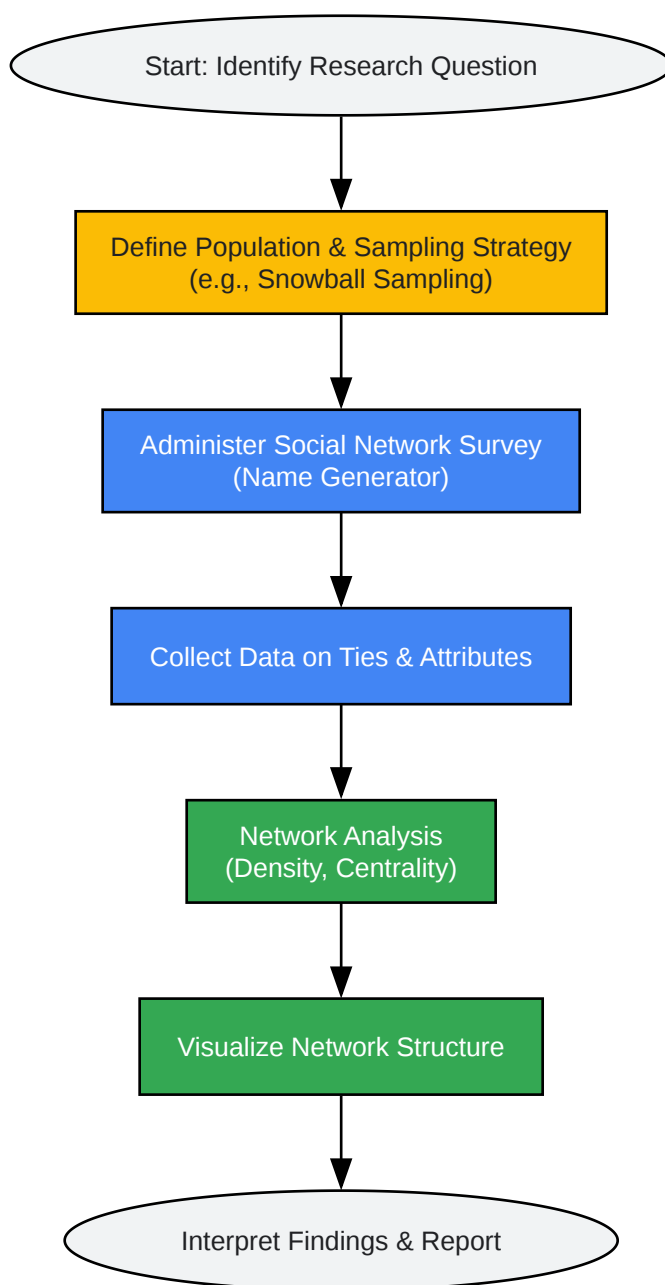 Start: Identify Research Question
Define Population & Sampling Strategy
(e.g., Snowball Sampling)
Administer Social Network Survey
(Name Generator)
Collect Data on Ties & Attributes
Network Analysis
(Density, Centrality)
Visualize Network Structure
Interpret Findings & Report